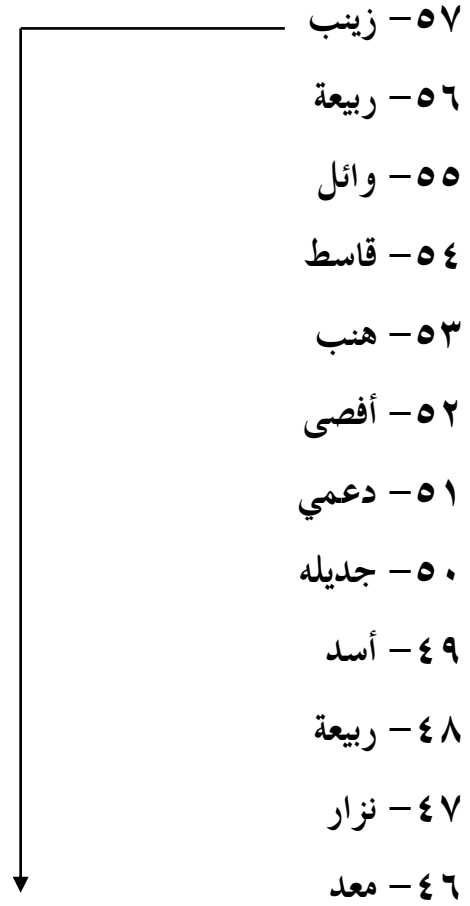 ٥٧– زينب
٥٦– ربيعة
٥٥– وائل
٥٤– قاسط
٥٣– هنب
٥٢– أفصى
٥١– دعمي
٥٠– جديله
٤٩– أسد
٤٨– ربيعة
٤٧– نزار
٤٦– معد